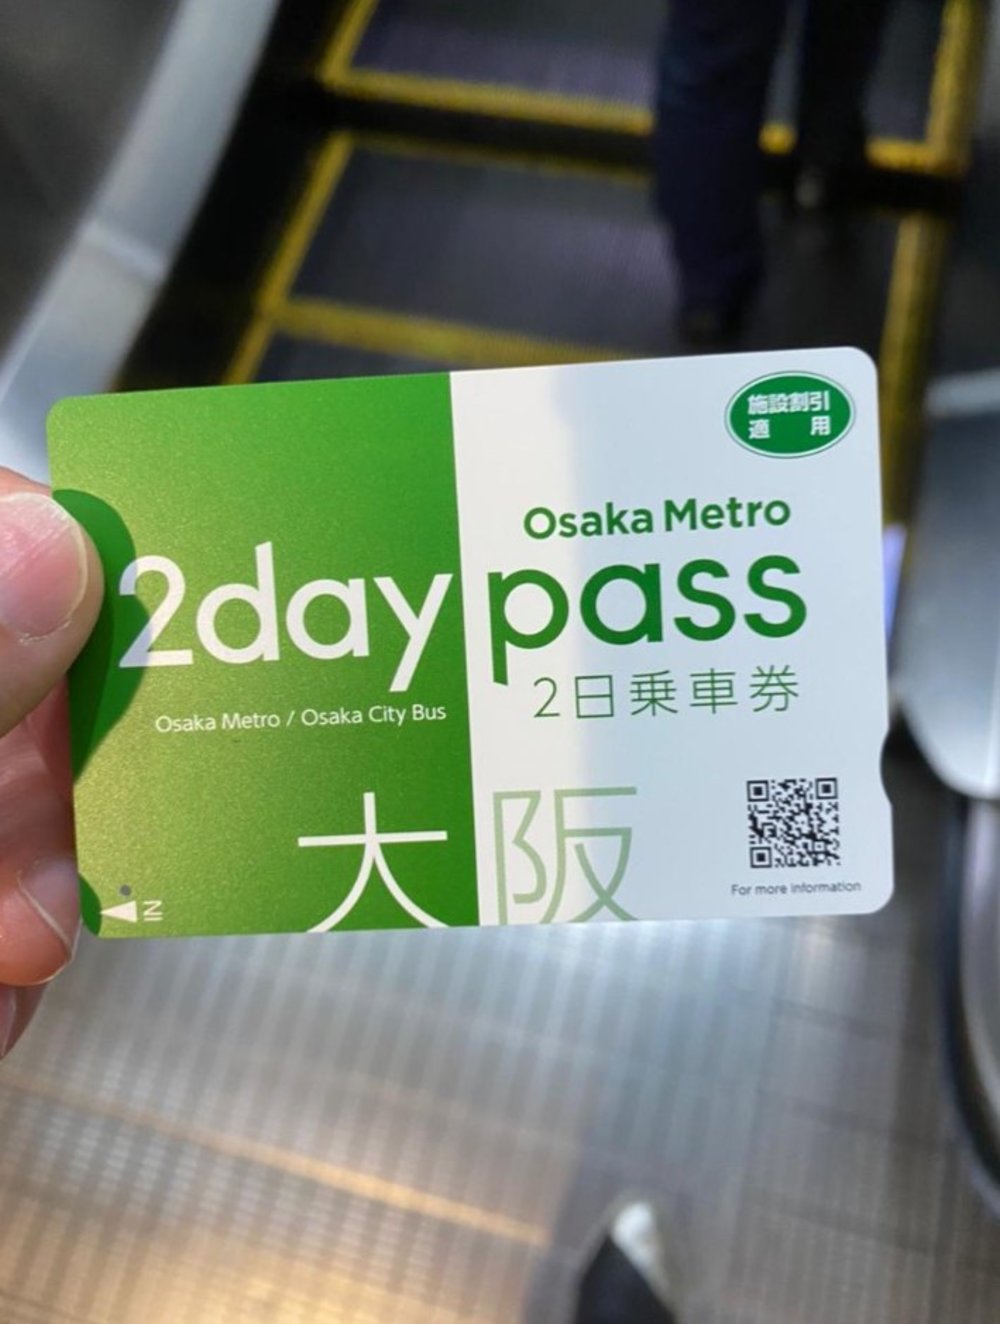 施設割引
適　用
Osaka Metro
2day pass
2日乗車券
Osaka Metro / Osaka City Bus
大阪
For more information
IN